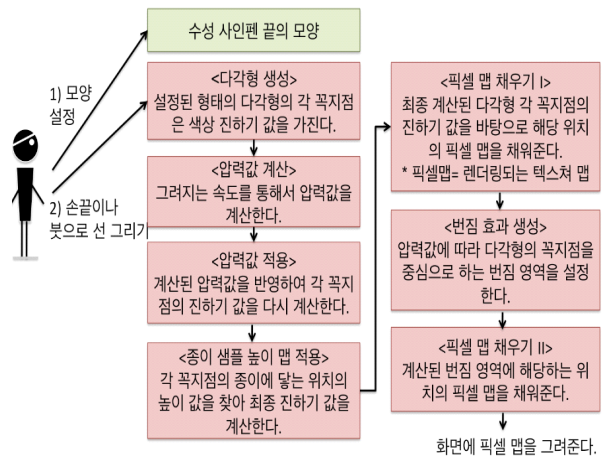 수성 사인펜 끝의 모양
1) 모양
설정
2) 손끝이나
붓으로 선 그리기
<다각형 생성>
설정된 형태의 다각형의 각 꼭지점
은 색상 진하기 값을 가진다.
<압력값 계산>
그려지는 속도를 통해서 압력값을
계산한다.
<압력값 적용>
계산된 압력값을 반영하여 각 꼭지
점의 진하기 값을 다시 계산한다.
<종이 샘플 높이 맵 적용>
각 꼭지점의 종이에 닿는 위치의
높이 값을 찾아 최종 진하기 값을
계산한다.
<픽셀 맵 채우기 I>
최종 계산된 다각형 각 꼭지점의
진하기 값을 바탕으로 해당 위치
의 픽셀 맵을 채워준다.
* 픽셀맵= 렌더링되는 텍스쳐 맵
<번짐 효과 생성>
압력값에 따라 다각형의 꼭지점을
중심으로 하는 번짐 영역을 설정
한다.
<픽셀 맵 채우기 II>
계산된 번짐 영역에 해당하는 위
치의 픽셀 맵을 채워준다.
화면에 픽셀 맵을 그려준다.